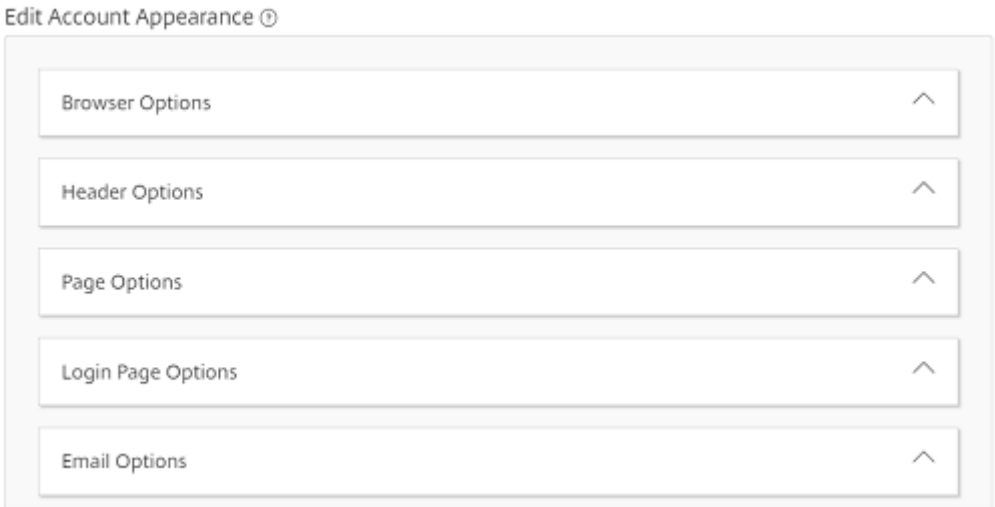 Edit Account Appearance ?
Browser Options
Header Options
Page Options
Login Page Options
Email Options